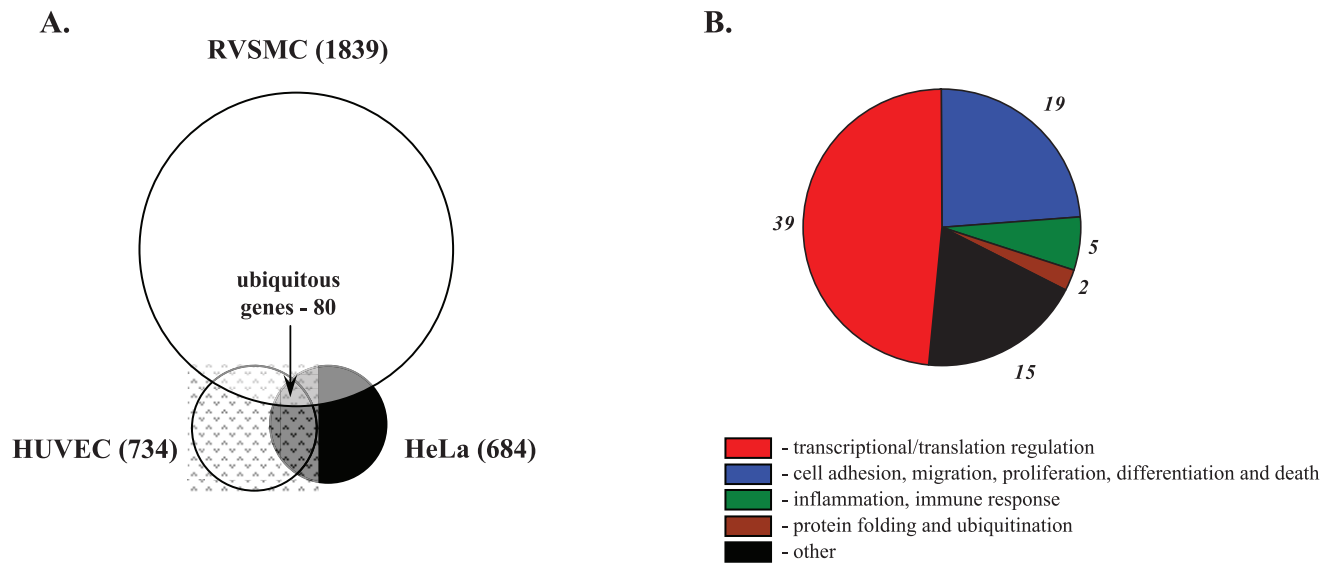 A.
RVSMC (1839)
ubiquitous
genes - 80
HUVEC (734)
HeLa (684)
B.
19
39
5
2
15
- transcriptional/translation regulation
- cell adhesion, migration, proliferation, differentiation and death
- inflammation, immune response
- protein folding and ubiquitination
- other